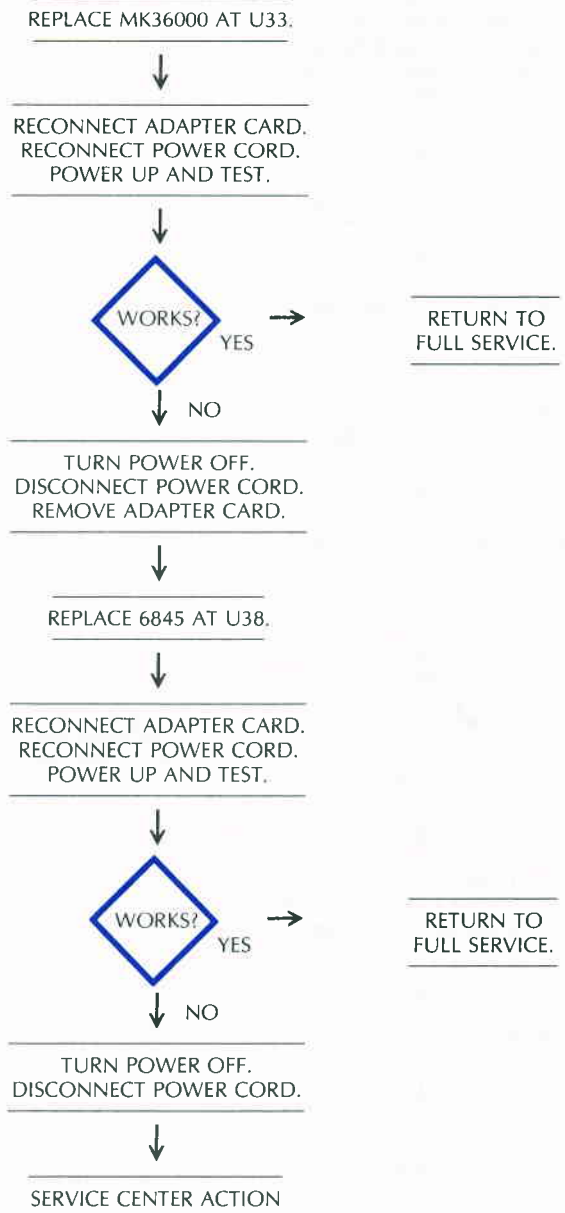 REPLACE MK36000 AT U33.
RECONNECT ADAPTER CARD.
RECONNECT POWER CORD.
POWER UP AND TEST.
WORKS?
YES
RETURN TO
FULL SERVICE.
NO
TURN POWER OFF.
DISCONNECT POWER CORD.
REMOVE ADAPTER CARD.
REPLACE 6845 AT U38.
RECONNECT ADAPTER CARD.
RECONNECT POWER CORD.
POWER UP AND TEST.
WORKS?
YES
RETURN TO
FULL SERVICE.
NO
TURN POWER OFF.
DISCONNECT POWER CORD.
SERVICE CENTER ACTION